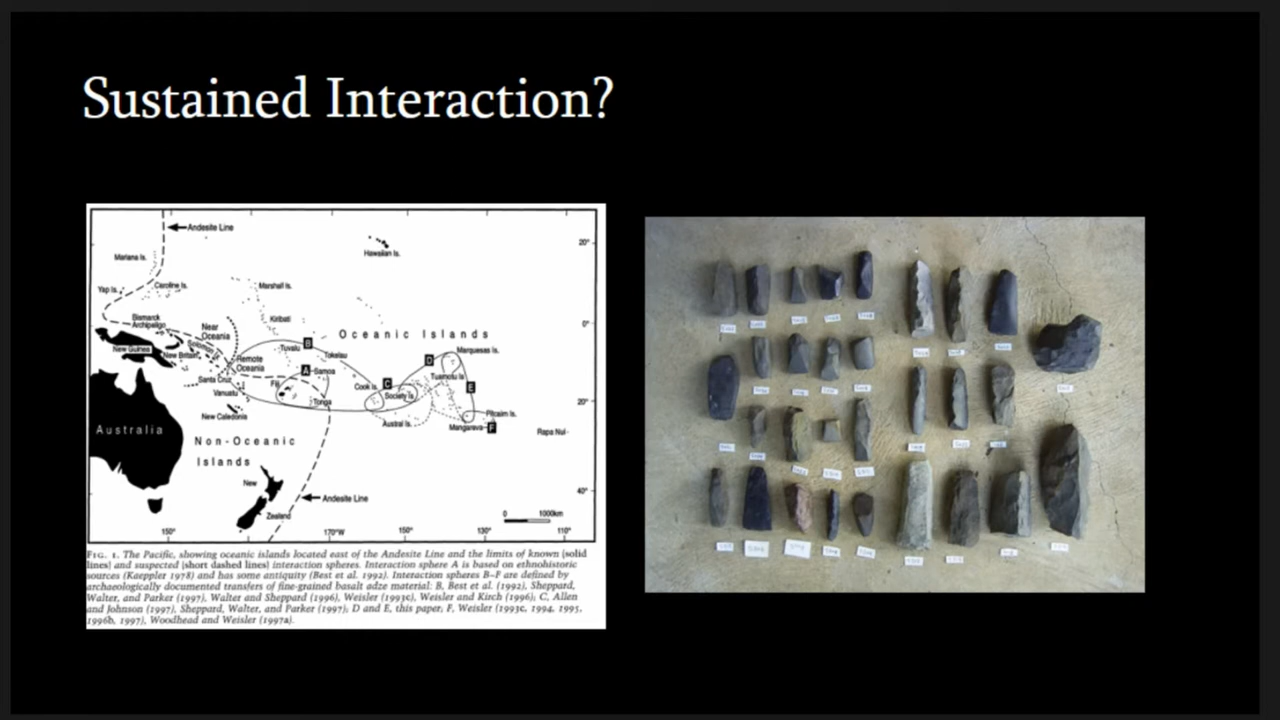 Sustained Interaction?
Andesite Line
20°
Hawaiian Is.
Mariana Is.
Yap Is.
Caroline Is.
Marshall Is.
Bismarck
Archipelago
Near
Oceania
Kiribati
0°
Oceanic Islands
New Guinea
New Britain
Solomons
Tuvalu
B
Tokelau
D
Marquesas Is.
Remote
Oceania
A
Samoa
Santa Cruz
Fiji
Cook Is.
C
Tuamotu Is.
E
Vanuatu
Tonga
Society Is.
20°
New Caledonia
Austral Is.
Pitcairn Is.
Mangareva
F
Rapa Nui
Australia
Non-Oceanic
Islands
New
Zealand
Andesite Line
40°
0 1000km
150° 170°W 150° 130° 110°
FIG. 1. The Pacific, showing oceanic islands located east of the Andesite Line and the limits of known (solid
lines) and suspected (short dashed lines) interaction spheres. Interaction sphere A is based on ethnohistoric
sources (Kaeppler 1978) and has some antiquity (Best et al. 1992). Interaction spheres B–F are defined by
archaeologically documented transfers of fine-grained basalt adze material: B, Best et al. (1992), Sheppard,
Walter, and Parker (1997), Walter and Sheppard (1996), Weisler (1993c), Weisler and Kirch (1996); C, Allen
and Johnson (1997), Sheppard, Walter, and Parker (1997); D and E, this paper; F, Weisler (1993c, 1994, 1995,
1996b, 1997), Woodhead and Weisler (1997a).